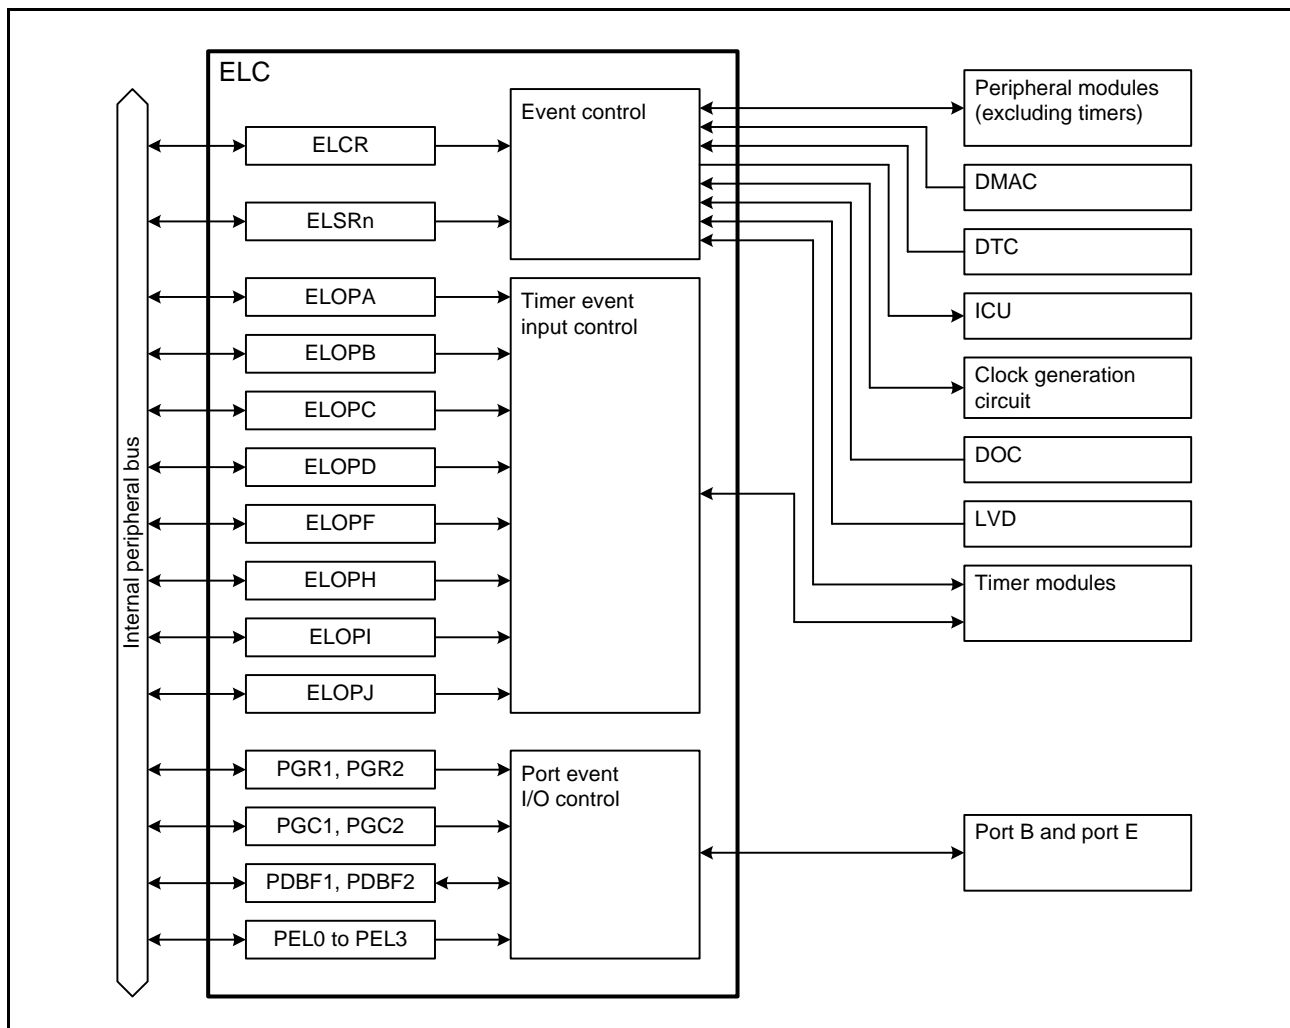 ELC
Internal peripheral bus
ELCR
ELSRn
ELOPA
ELOPB
ELOPC
ELOPD
ELOPF
ELOPH
ELOPI
ELOPJ
PGR1, PGR2
PGC1, PGC2
PDBF1, PDBF2
PEL0 to PEL3
Event control
Timer event
input control
Port event
I/O control
Peripheral modules
(excluding timers)
DMAC
DTC
ICU
Clock generation
circuit
DOC
LVD
Timer modules
Port B and port E